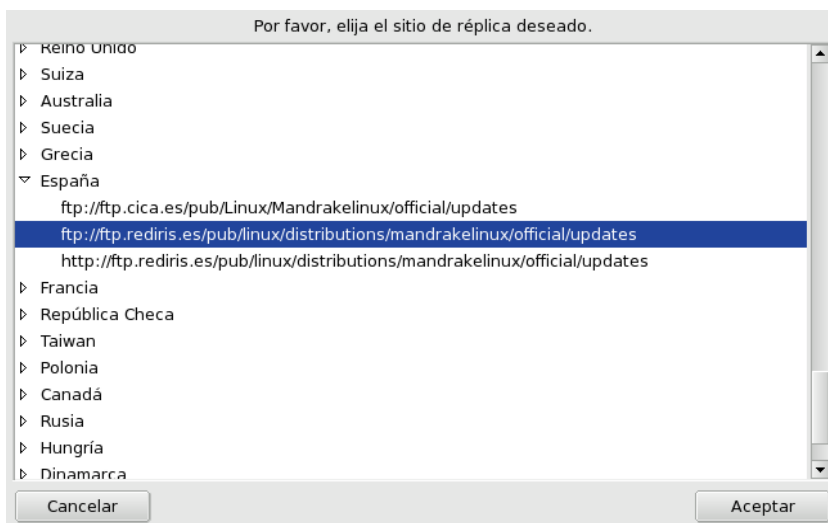 Por favor, elija el sitio de réplica deseado.
Reino Unido
Suiza
Australia
Suecia
Grecia
España
ftp://ftp.cica.es/pub/Linux/Mandrakelinux/official/updates
ftp://ftp.rediris.es/pub/linux/distributions/mandrakelinux/official/updates
http://ftp.rediris.es/pub/linux/distributions/mandrakelinux/official/updates
Francia
República Checa
Taiwan
Polonia
Canadá
Rusia
Hungría
Dinamarca
Cancelar Aceptar